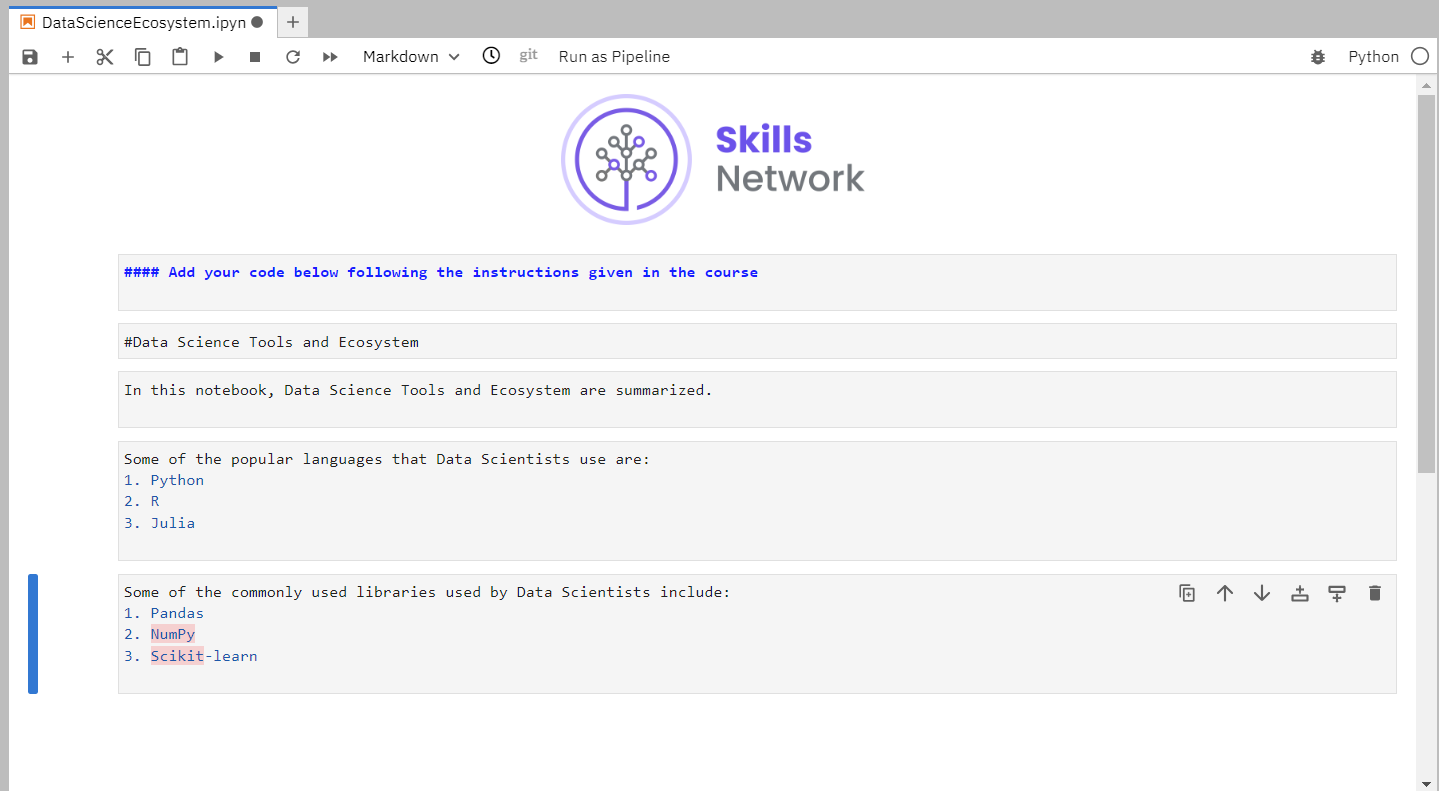 DataScienceEcosystem.ipyn
Markdown git Run as Pipeline Python
Skills
Network
#### Add your code below following the instructions given in the course
#Data Science Tools and Ecosystem
In this notebook, Data Science Tools and Ecosystem are summarized.
Some of the popular languages that Data Scientists use are:
1. Python
2. R
3. Julia
Some of the commonly used libraries used by Data Scientists include:
1. Pandas
2. NumPy
3. Scikit-learn